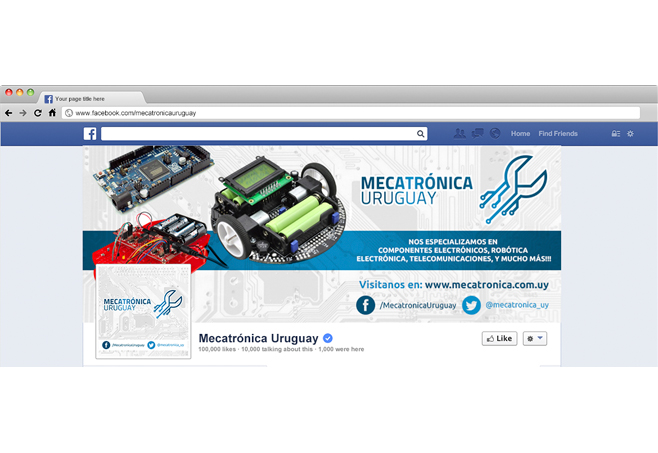 Your page title here
www.facebook.com/mecatronicauruguay
f
Home Find Friends
MECATRÓNICA
URUGUAY
NOS ESPECIALIZAMOS EN
COMPONENTES ELECTRÓNICOS, ROBÓTICA
ELECTRÓNICA, TELECOMUNICACIONES, Y MUCHO MÁS!!!
Visitanos en: www.mecatronica.com.uy
/MecatronicaUruguay @mecatronica_uy
MECATRÓNICA
URUGUAY
/MecatronicaUruguay @mecatronica_uy
Mecatrónica Uruguay
Like
100,000 likes · 10,000 talking about this · 1,000 were here